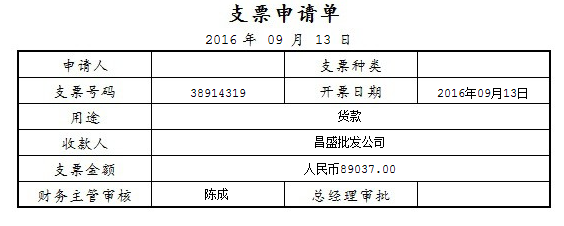 支票申请单
2016 年 09 月 13 日
申请人 支票种类
支票号码 38914319 开票日期 2016年09月13日
用途 货款
收款人 昌盛批发公司
支票金额 人民币89037.00
财务主管审核 陈成 总经理审批